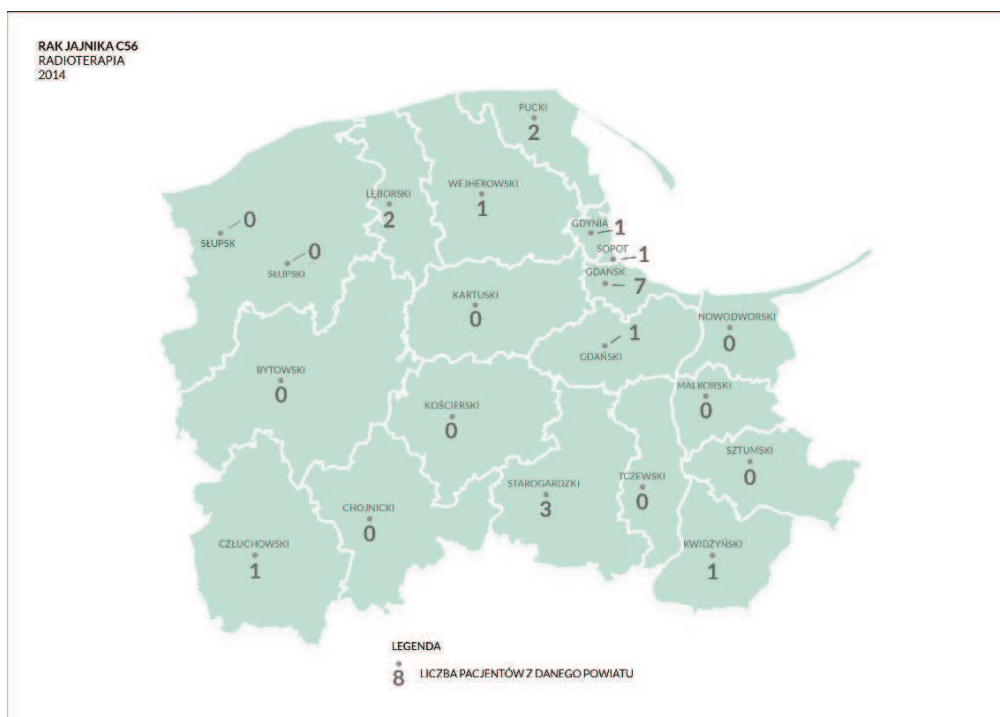 RAK JAJNIKA C56
RADIOTERAPIA
2014
PUCKI
2
WEJHEROWSKI
1
LĘBORSKI
2
0
SŁUPSK
0
SŁUPSKI
GDYNIA 1
SOPOT 1
GDAŃSK
7
KARTUSKI
0
1
GDAŃSKI
NOWODWORSKI
0
BYTOWSKI
0
MALBORSKI
0
KOŚCIERSKI
0
SZTUMSKI
0
STAROGARDZKI
3
TCZEWSKI
0
CHOJNICKI
0
CZŁUCHOWSKI
1
KWIDZYŃSKI
1
LEGENDA
8 LICZBA PACJENTÓW Z DANEGO POWIATU